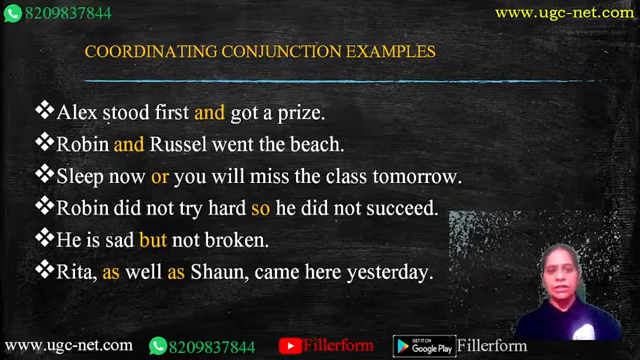 8209837844
www.ugc-net.com
COORDINATING CONJUNCTION EXAMPLES
❖Alex stood first and got a prize.
❖Robin and Russel went the beach.
❖Sleep now or you will miss the class tomorrow.
❖Robin did not try hard so he did not succeed.
❖He is sad but not broken.
❖Rita, as well as Shaun, came here yesterday.
www.ugc-net.com 8209837844 Fillerform GET IT ON Google Play Fillerform